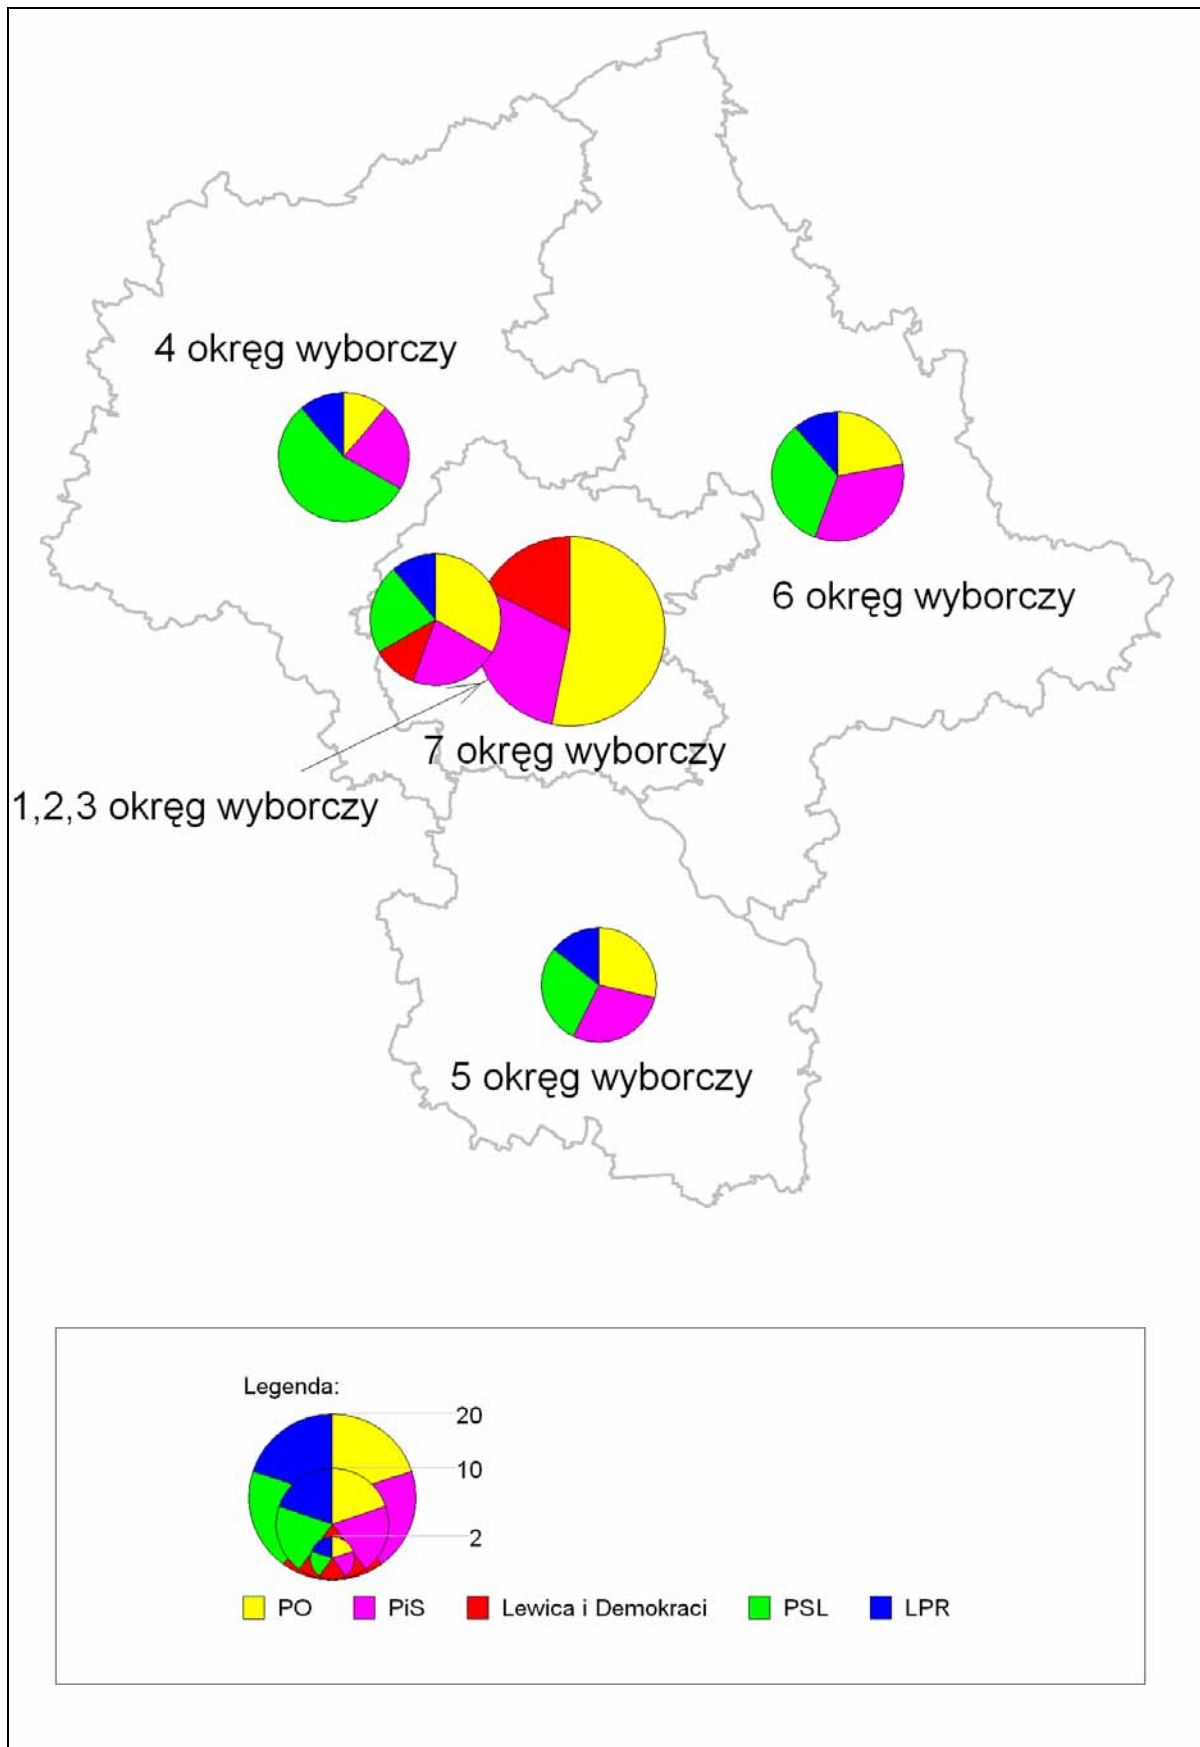 4 okręg wyborczy
6 okręg wyborczy
7 okręg wyborczy
1,2,3 okręg wyborczy
5 okręg wyborczy
Legenda:
20
10
2
PO PiS Lewica i Demokraci PSL LPR